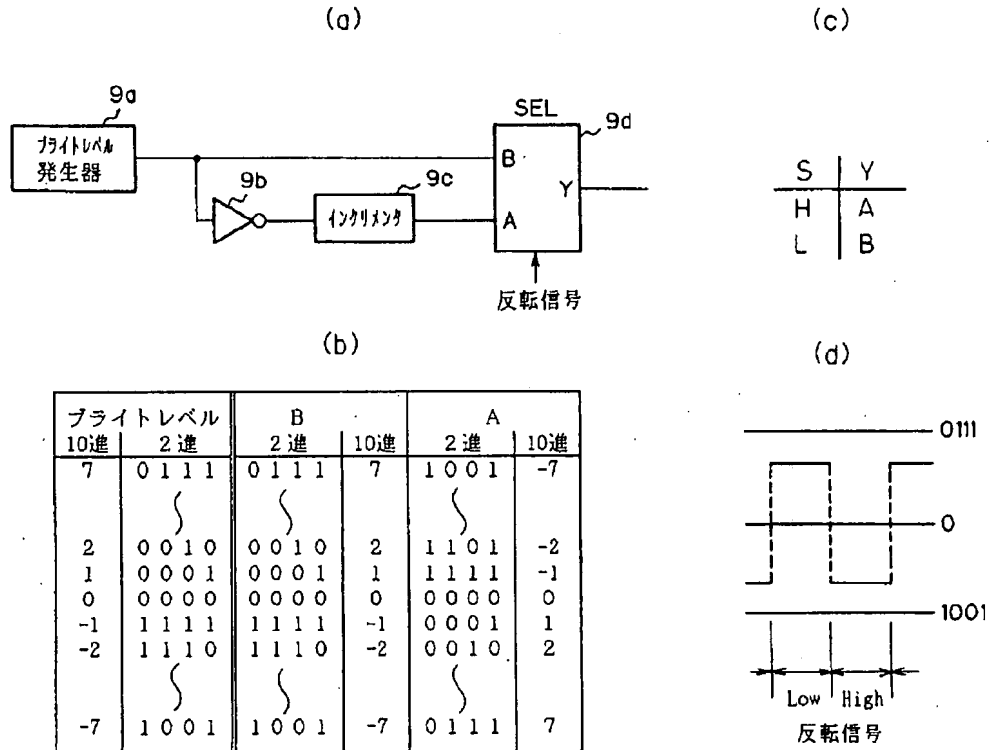 (a)
9a
ブライトレベル
発生器
9b
9c
インクリメンタ
SEL
9d
B
Y
A
反転信号
(c)
S Y
H A
L B
(b)
ブライトレベル B A
10進 2進 2進 10進 2進 10進
7 0111 0111 7 1001 -7
2 0010 0010 2 1101 -2
1 0001 0001 1 1111 -1
0 0000 0000 0 0000 0
-1 1111 1111 -1 0001 1
-2 1110 1110 -2 0010 2
-7 1001 1001 -7 0111 7
(d)
0111
0
1001
Low High
反転信号